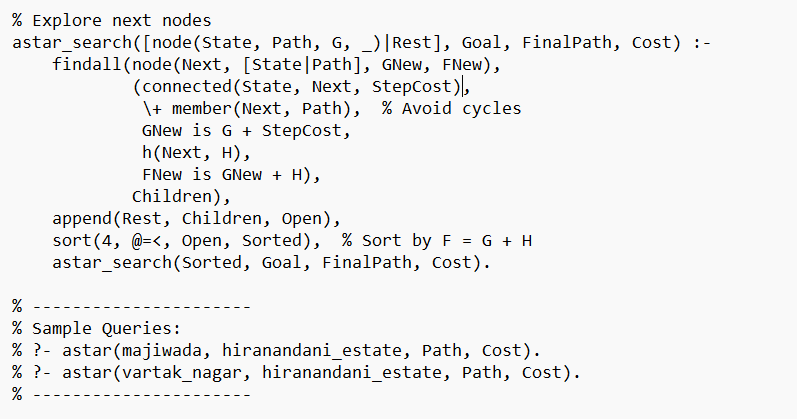 % Explore next nodes
astar_search([node(State, Path, G, _)|Rest], Goal, FinalPath, Cost) :-
    findall(node(Next, [State|Path], GNew, FNew),
            (connected(State, Next, StepCost),
             \+ member(Next, Path),  % Avoid cycles
             GNew is G + StepCost,
             h(Next, H),
             FNew is GNew + H),
            Children),
    append(Rest, Children, Open),
    sort(4, @=<, Open, Sorted),  % Sort by F = G + H
    astar_search(Sorted, Goal, FinalPath, Cost).

% ----------------------
% Sample Queries:
% ?- astar(majiwada, hiranandani_estate, Path, Cost).
% ?- astar(vartak_nagar, hiranandani_estate, Path, Cost).
% ----------------------